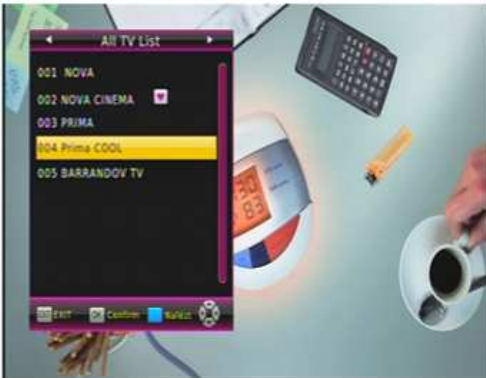 All TV List
001 NOVA
002 NOVA CINEMA
003 PRIMA
004 Prima COOL
005 BARRANDOV TV
EXIT OK Confirm Nalézt